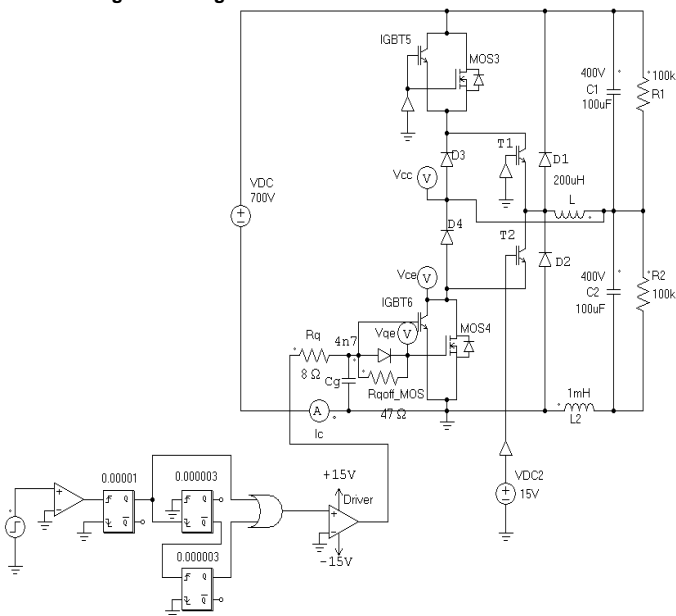 IGBT5
MOS3
400V
C1
100uF
100k
R1
D3
T1
D1
200uH
L
Vcc
V
VDC
700V
D4
T2
D2
400V
C2
100uF
R2
100k
Vce
V
IGBT6
Vqe
V
MOS4
Rq
8 Ω
4n7
Cg
Rqoff_MOS
47 Ω
A
Ic
1mH
L2
VDC2
15V
0.00001
0.000003
+15V
Driver
-15V
Q
Q
Q
Q
0.000003
Q
Q